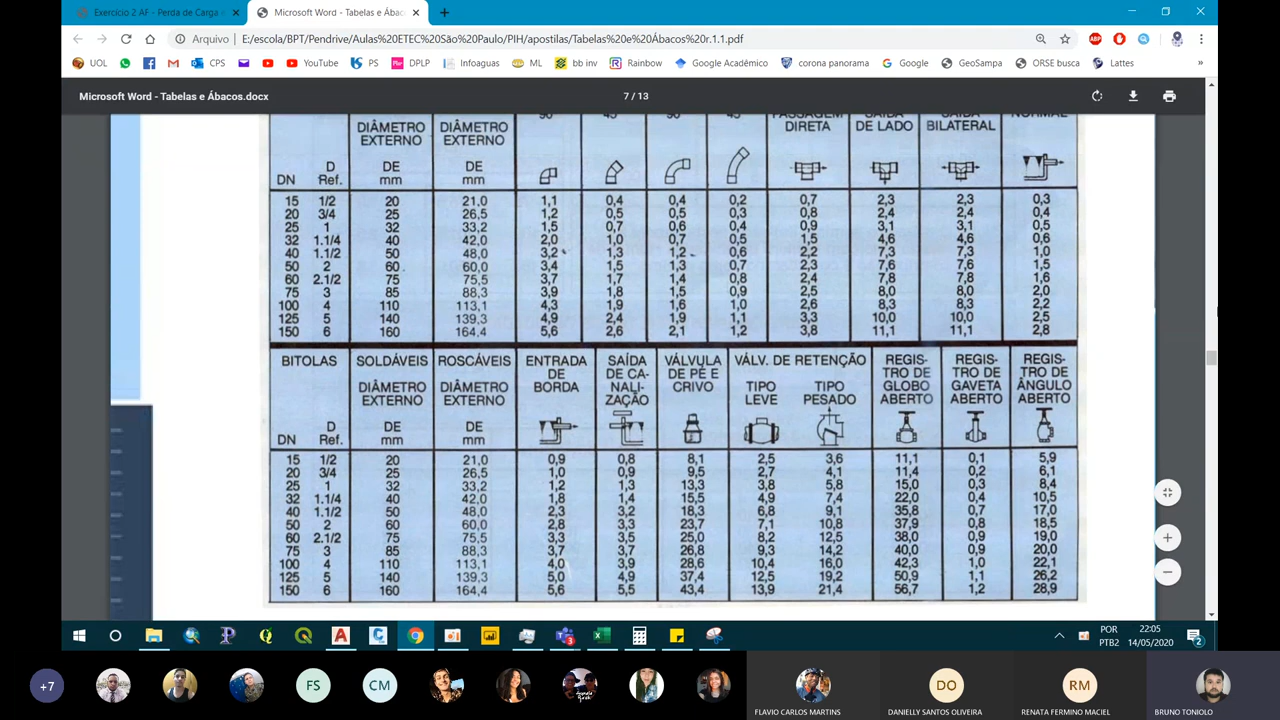 Exercício 2 AF - Perda de Carga
Microsoft Word - Tabelas e Ábaco
Arquivo
E:/escola/BPT/Pendrive/Aulas%20ETEC%20São%20Paulo/PIH/apostilas/Tabelas%20e%20Ábacos%20r.1.1.pdf
UOL
CPS
YouTube
PS
DPLP
Infoaguas
ML
bb inv
Rainbow
Google Acadêmico
corona panorama
Google
GeoSampa
ORSE busca
Lattes
Microsoft Word - Tabelas e Ábacos.docx
7 / 13
DIÂMETRO EXTERNO DIÂMETRO EXTERNO 90° 45° 90° 45° PASSAGEM DIRETA SAÍDA DE LADO SAÍDA BILATERAL NORMAL
DN D Ref. DE mm DE mm
15 1/2 20 21,0 1,1 0,4 0,4 0,2 0,7 2,3 2,3 0,3
20 3/4 25 26,5 1,2 0,5 0,5 0,3 0,8 2,4 2,4 0,4
25 1 32 33,2 1,5 0,7 0,6 0,4 0,9 3,1 3,1 0,5
32 1.1/4 40 42,0 2,0 1,0 0,7 0,5 1,5 4,6 4,6 0,6
40 1.1/2 50 48,0 3,2 1,3 1,2 0,6 2,2 7,3 7,3 1,0
50 2 60 60,0 3,4 1,5 1,3 0,7 2,3 7,6 7,6 1,5
60 2.1/2 75 75,5 3,7 1,7 1,4 0,8 2,4 7,8 7,8 1,6
75 3 85 88,3 3,9 1,8 1,5 0,9 2,5 8,0 8,0 2,0
100 4 110 113,1 4,3 1,9 1,6 1,0 2,6 8,3 8,3 2,2
125 5 140 139,3 4,9 2,4 1,9 1,1 3,3 10,0 10,0 2,5
150 6 160 164,4 5,6 2,6 2,1 1,2 3,8 11,1 11,1 2,8
BITOLAS SOLDÁVEIS ROSCÁVEIS ENTRADA DE BORDA SAÍDA DE CANALI-ZAÇÃO VÁLVULA DE PÉ E CRIVO VÁLV. DE RETENÇÃO REGIS-TRO DE GLOBO ABERTO REGIS-TRO DE GAVETA ABERTO REGIS-TRO DE ÂNGULO ABERTO
DIÂMETRO EXTERNO DIÂMETRO EXTERNO TIPO LEVE TIPO PESADO
DN D Ref. DE mm DE mm
15 1/2 20 21,0 0,9 0,8 8,1 2,5 3,6 11,1 0,1 5,9
20 3/4 25 26,5 1,0 0,9 9,5 2,7 4,1 11,4 0,2 6,1
25 1 32 33,2 1,2 1,3 13,3 3,8 5,8 15,0 0,3 8,4
32 1.1/4 40 42,0 1,8 1,4 15,5 4,9 7,4 22,0 0,4 10,5
40 1.1/2 50 48,0 2,3 3,2 18,3 6,8 9,1 35,8 0,7 17,0
50 2 60 60,0 2,8 3,3 23,7 7,1 10,8 37,9 0,8 18,5
60 2.1/2 75 75,5 3,3 3,5 25,0 8,2 12,5 38,0 0,9 19,0
75 3 85 88,3 3,7 3,7 26,8 9,3 14,2 40,0 0,9 20,0
100 4 110 113,1 4,0 3,9 28,6 10,4 16,0 42,3 1,0 22,1
125 5 140 139,3 5,0 4,9 37,4 12,5 19,2 50,9 1,1 26,2
150 6 160 164,4 5,6 5,5 43,4 13,9 21,4 56,7 1,2 28,9
POR
PTB2
22:05
14/05/2020
+7
FS
CM
FLAVIO CARLOS MARTINS
DO
DANIELLY SANTOS OLIVEIRA
RM
RENATA FERMINO MACIEL
BRUNO TONIOLO